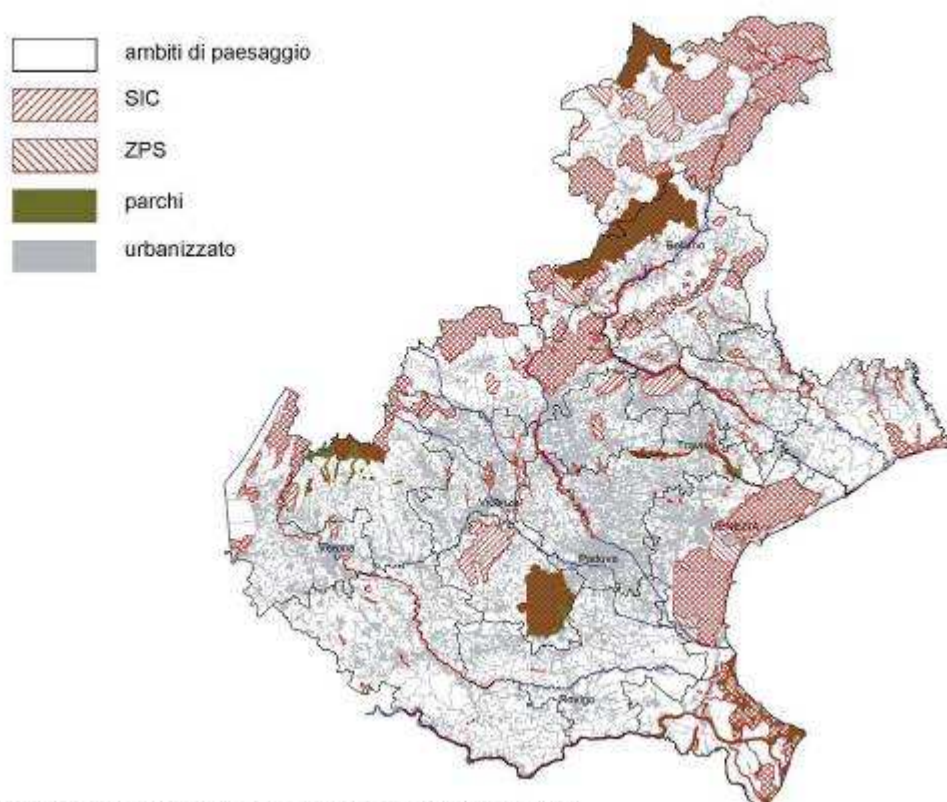 ambiti di paesaggio
SIC
ZPS
parchi
urbanizzato
Belluno
Treviso
Vicenza
VENEZIA
Verona
Padova
Rovigo